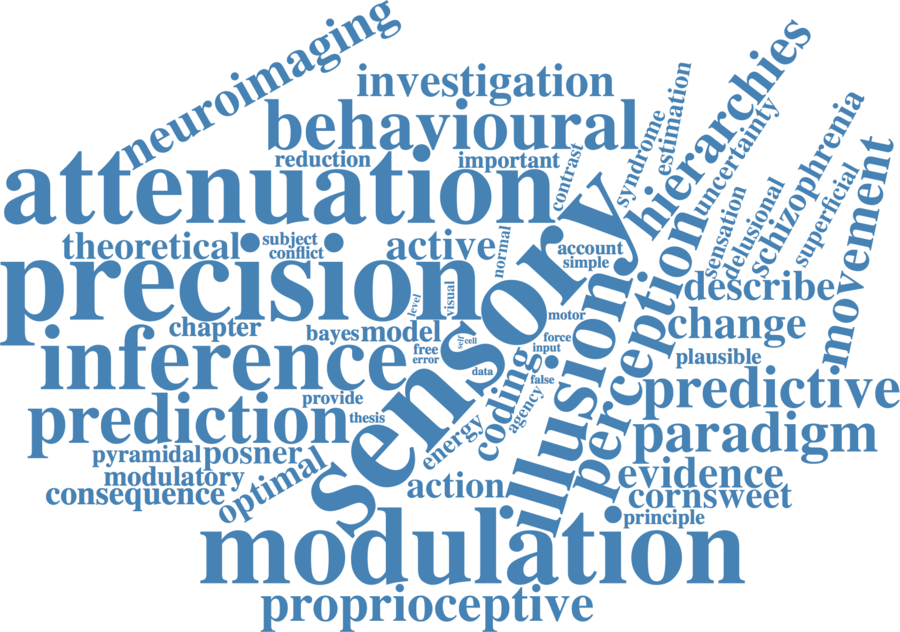 neuroimaging
investigation
behavioural
reduction
important
contrast
syndrome
estimation
hierarchies
uncertainty
attenuation
theoretical
subject
conflict
active
normal
account
simple
sensation
delusional
schizophrenia
superficial
movement
precision
level
visual
sensory
motor
describe
chapter
bayes
model
free
error
self
cell
force
input
change
inference
data
false
plausible
provide
coding
agency
illusion
perception
predictive
prediction
thesis
energy
paradigm
pyramidal
posner
modulatory
optimal
evidence
consequence
action
cornsweet
principle
modulation
proprioceptive